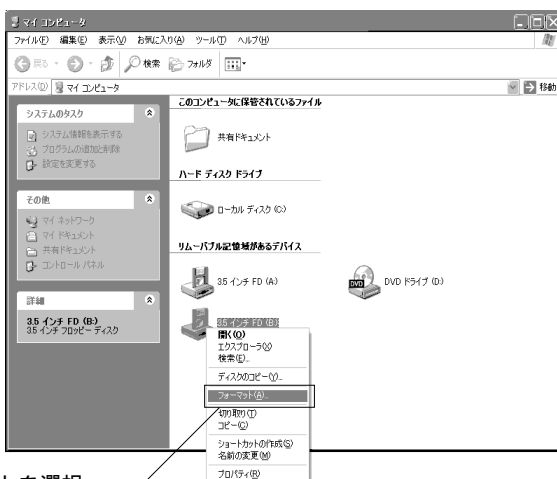 マイ コンピュータ
ファイル(F) 編集(E) 表示(V) お気に入り(A) ツール(T) ヘルプ(H)
戻る 検索 フォルダ
アドレス(D) マイ コンピュータ 移動
システムのタスク
システム情報を表示する
プログラムの追加と削除
設定を変更する
その他
マイ ネットワーク
マイ ドキュメント
共有ドキュメント
コントロール パネル
詳細
3.5 インチ FD (B:)
3.5 インチ フロッピー ディスク
このコンピュータに保管されているファイル
共有ドキュメント
ハード ディスク ドライブ
ローカル ディスク (C:)
リムーバブル記憶域があるデバイス
3.5 インチ FD (A:)
DVD ドライブ (D:)
3.5 インチ FD (B:)
開く(O)
エクスプローラ(X)
検索(E)...
ディスクのコピー(Y)...
フォーマット(A)...
切り取り(T)
コピー(C)
ショートカットの作成(S)
名前の変更(M)
プロパティ(R)